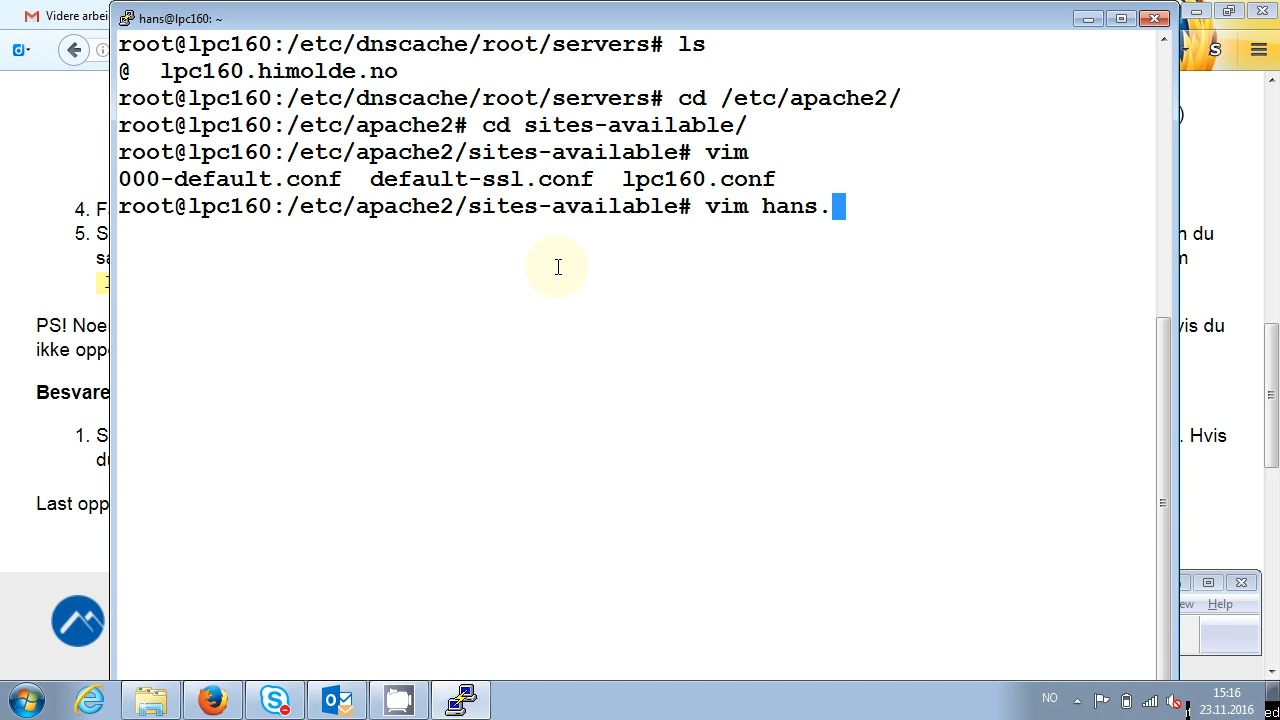 Videre arbei
hans@lpc160: ~
root@lpc160:/etc/dnscache/root/servers# ls
@ lpc160.himolde.no
root@lpc160:/etc/dnscache/root/servers# cd /etc/apache2/
root@lpc160:/etc/apache2# cd sites-available/
root@lpc160:/etc/apache2/sites-available# vim
000-default.conf default-ssl.conf lpc160.conf
root@lpc160:/etc/apache2/sites-available# vim hans.
4. F
5. S
n du
PS! Noe
vis du
ikke opp
Besvare
1. S
. Hvis
d
Last opp
ew Help
NO
15:16
23.11.2016
ed